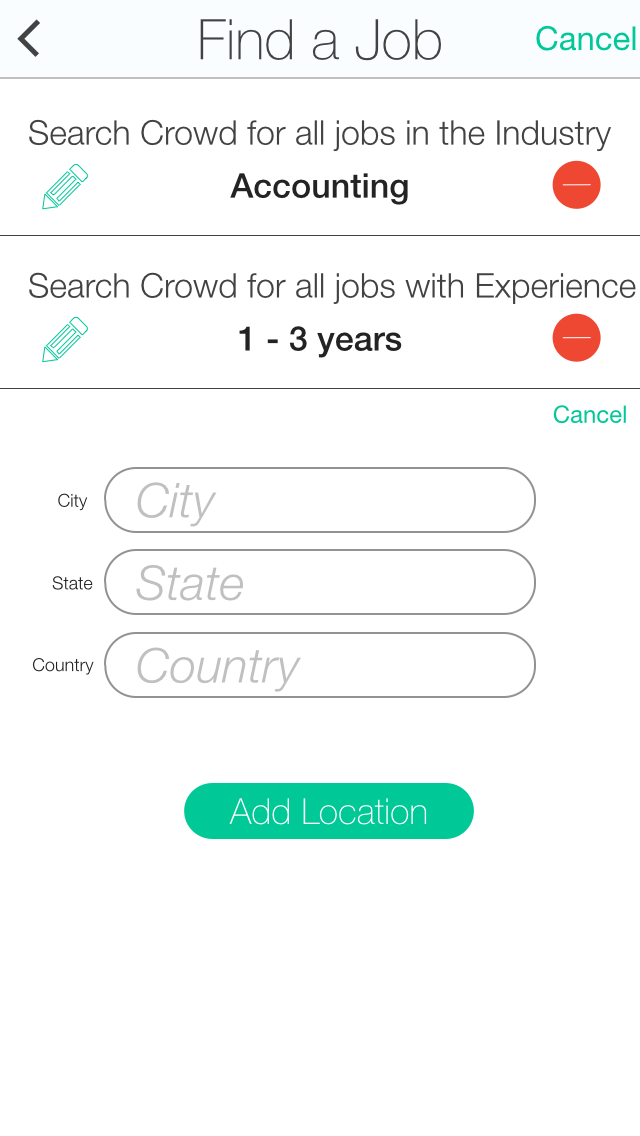 Find a Job
Cancel
Search Crowd for all jobs in the Industry
Accounting
Search Crowd for all jobs with Experience
1 - 3 years
Cancel
City City
State State
Country Country
Add Location